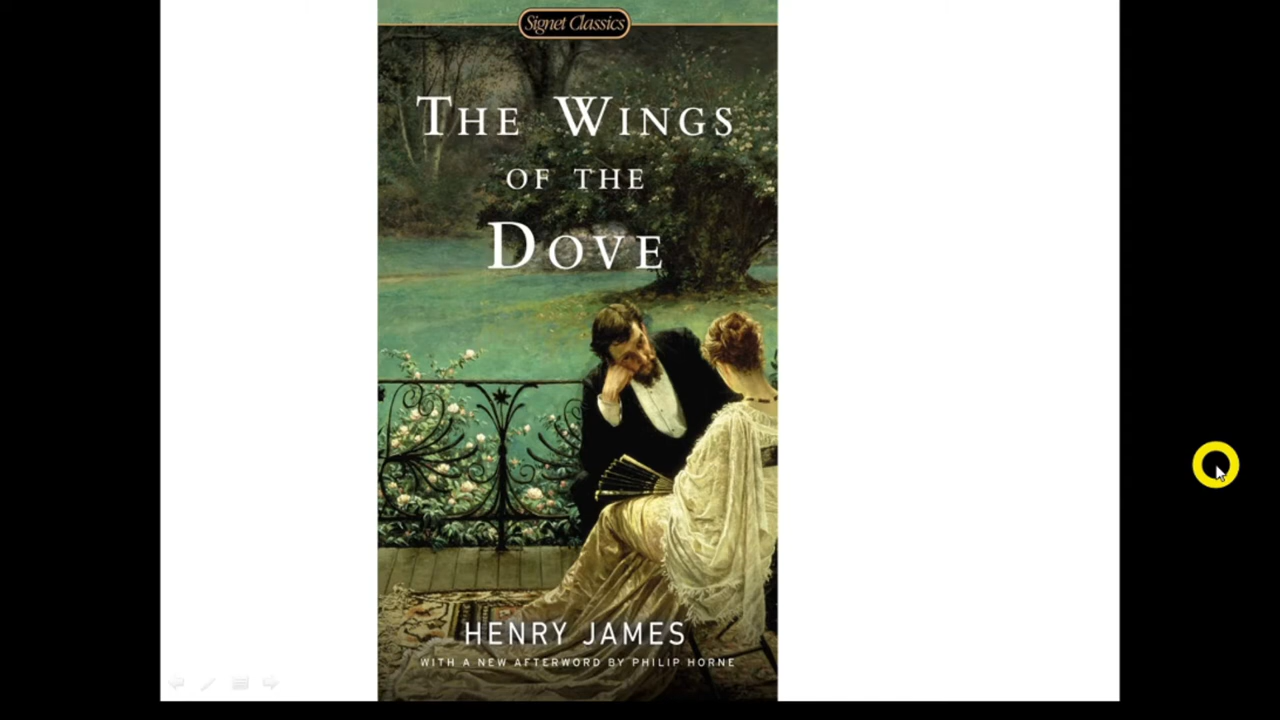 Signet Classics
THE WINGS
OF THE
DOVE
HENRY JAMES
WITH A NEW AFTERWORD BY PHILIP HORNE